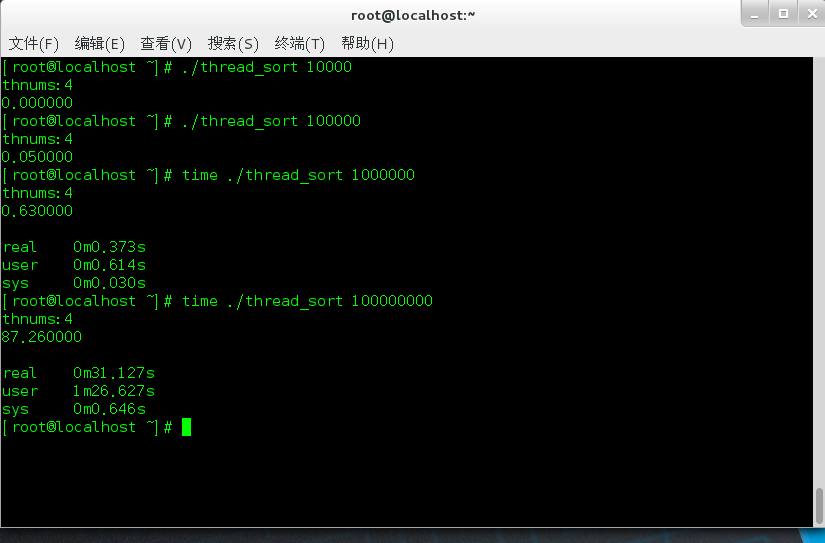 root@localhost:~
文件(F) 编辑(E) 查看(V) 搜索(S) 终端(T) 帮助(H)
[root@localhost ~]# ./thread_sort 10000
thnums:4
0.000000
[root@localhost ~]# ./thread_sort 100000
thnums:4
0.050000
[root@localhost ~]# time ./thread_sort 1000000
thnums:4
0.630000
real 0m0.373s
user 0m0.614s
sys 0m0.030s
[root@localhost ~]# time ./thread_sort 100000000
thnums:4
87.260000
real 0m31.127s
user 1m26.627s
sys 0m0.646s
[root@localhost ~]#